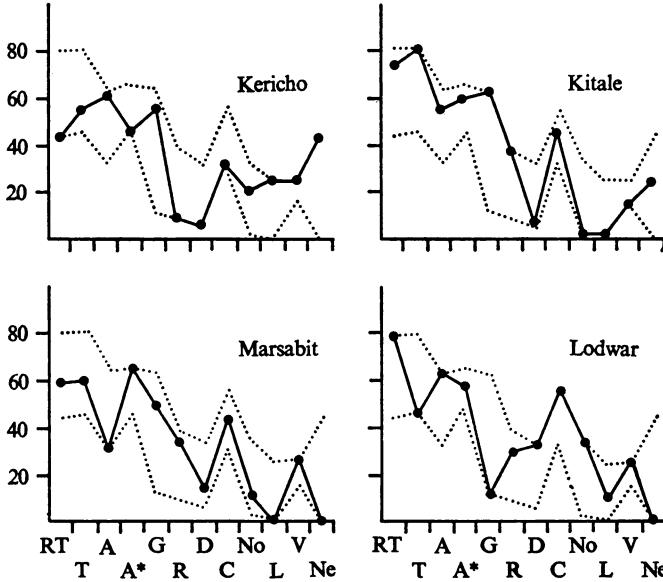 80
60
40
20
Kericho
Kitale
80
60
40
20
Marsabit
Lodwar
RT A G D No V RT A G D No V
T A* R C L Ne T A* R C L Ne